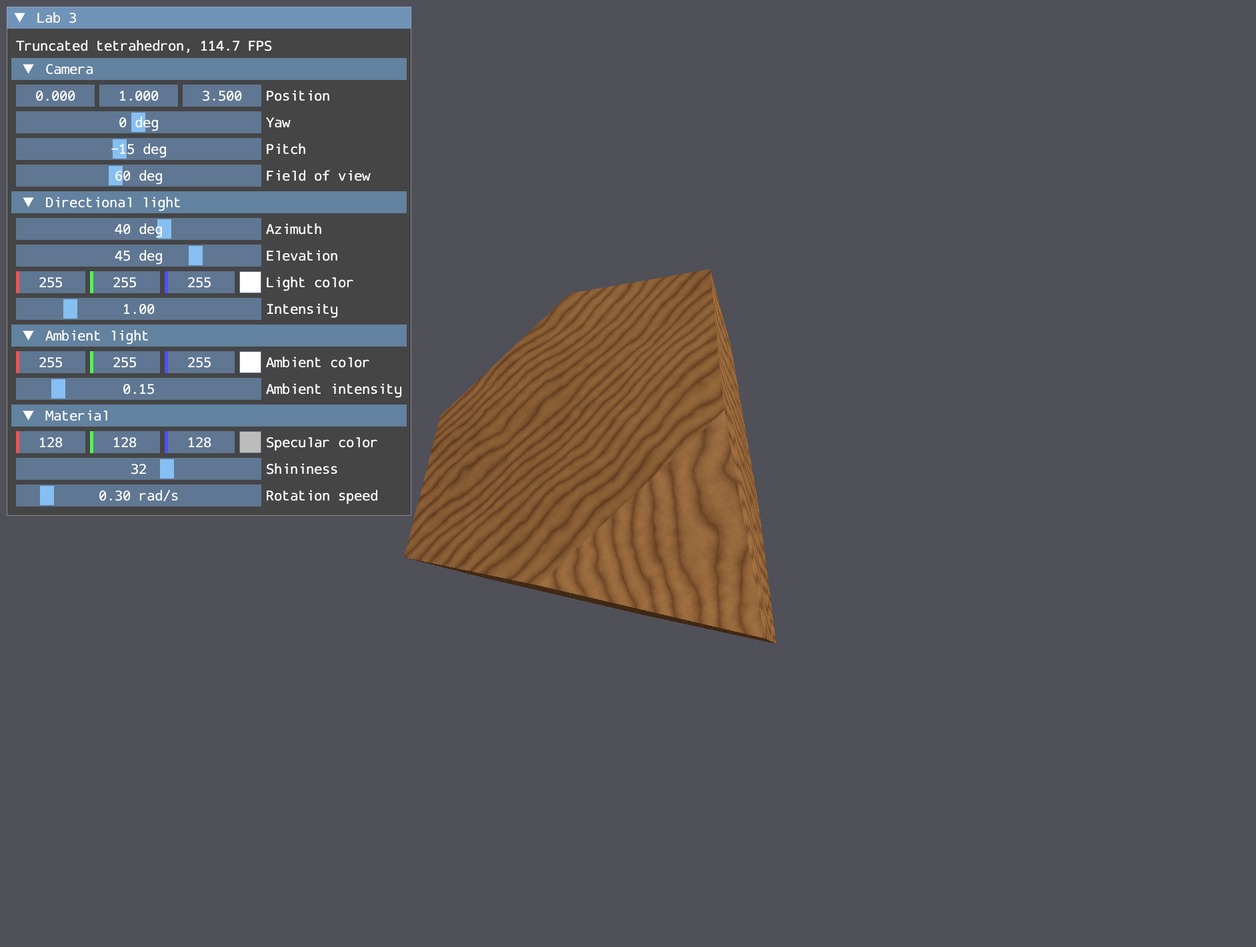 Lab 3
Truncated tetrahedron, 114.7 FPS
Camera
0.000 1.000 3.500 Position
0 deg Yaw
-15 deg Pitch
60 deg Field of view
Directional light
40 deg Azimuth
45 deg Elevation
255 255 255 Light color
1.00 Intensity
Ambient light
255 255 255 Ambient color
0.15 Ambient intensity
Material
128 128 128 Specular color
32 Shininess
0.30 rad/s Rotation speed